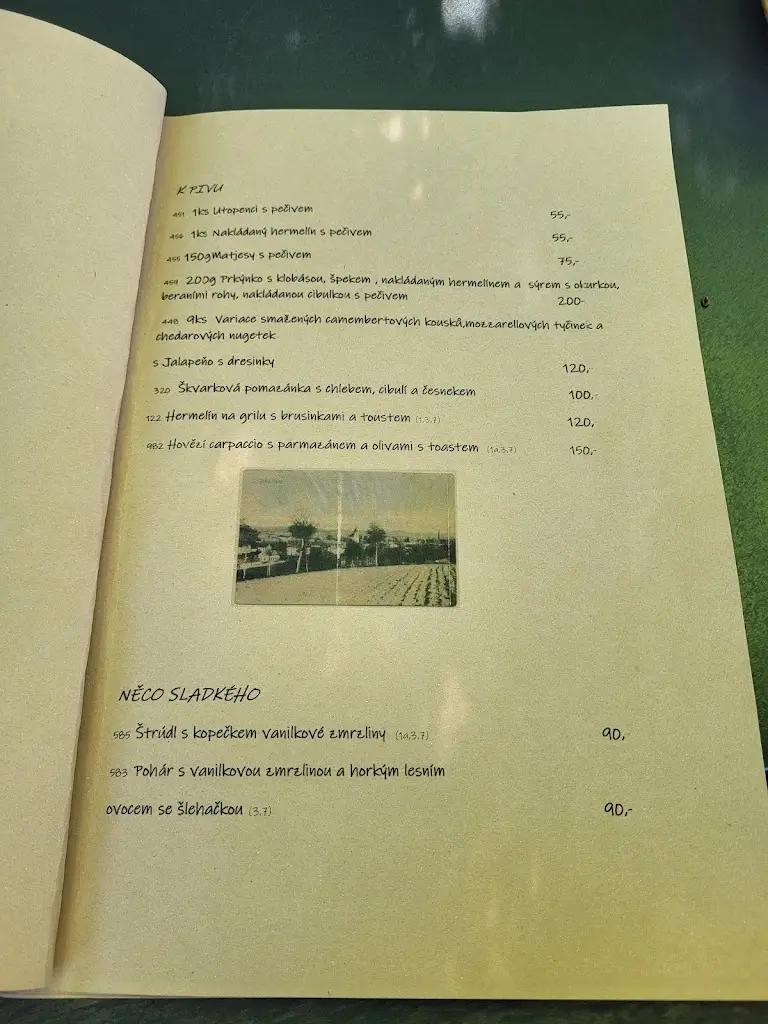 K PIVU
451 1ks Utopenci s pečivem 55,-
456 1ks Nakládaný hermelín s pečivem 55,-
455 150gMatjesy s pečivem 75,-
459 200g Prkýnko s klobásou, špekem , nakládaným hermelínem a sýrem s okurkou,
beraními rohy, nakládanou cibulkou s pečivem 200-
448 9ks Variace smažených camembertových kousků,mozzarellových tyčinek a
chedarových nugetek
s Jalapeño s dresinky 120,-
320 Škvarková pomazánka s chlebem, cibulí a česnekem 100,-
122 Hermelín na grilu s brusinkami a toustem (1.3.7) 120,
982 Hovězí carpaccio s parmazánem a olivami s toastem (1a,3,7) 150,-
NĚCO SLADKÉHO
585 Štrúdl s kopečkem vanilkové zmrzliny (1a,3,7) 90,
583 Pohár s vanilkovou zmrzlinou a horkým lesním
ovocem se šlehačkou (3,7) 90,-